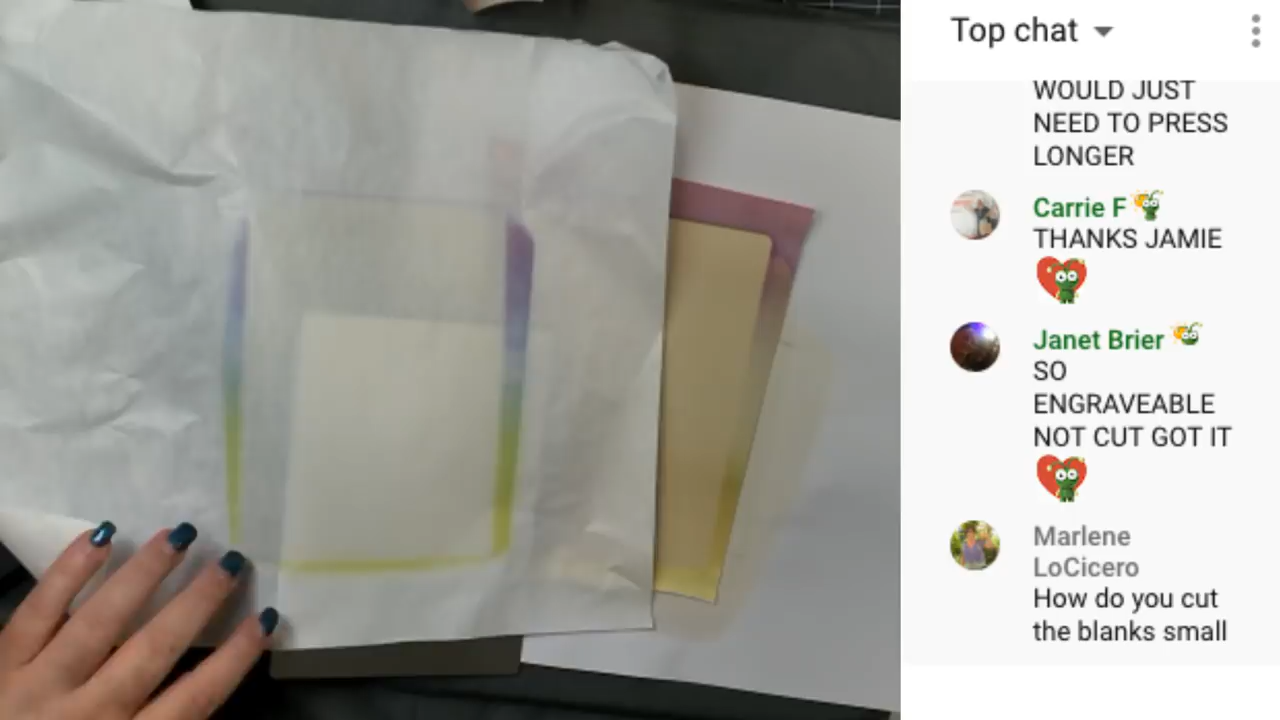 Top chat
WOULD JUST
NEED TO PRESS
LONGER
Carrie F
THANKS JAMIE
Janet Brier
SO
ENGRAVEABLE
NOT CUT GOT IT
Marlene
LoCicero
How do you cut
the blanks small